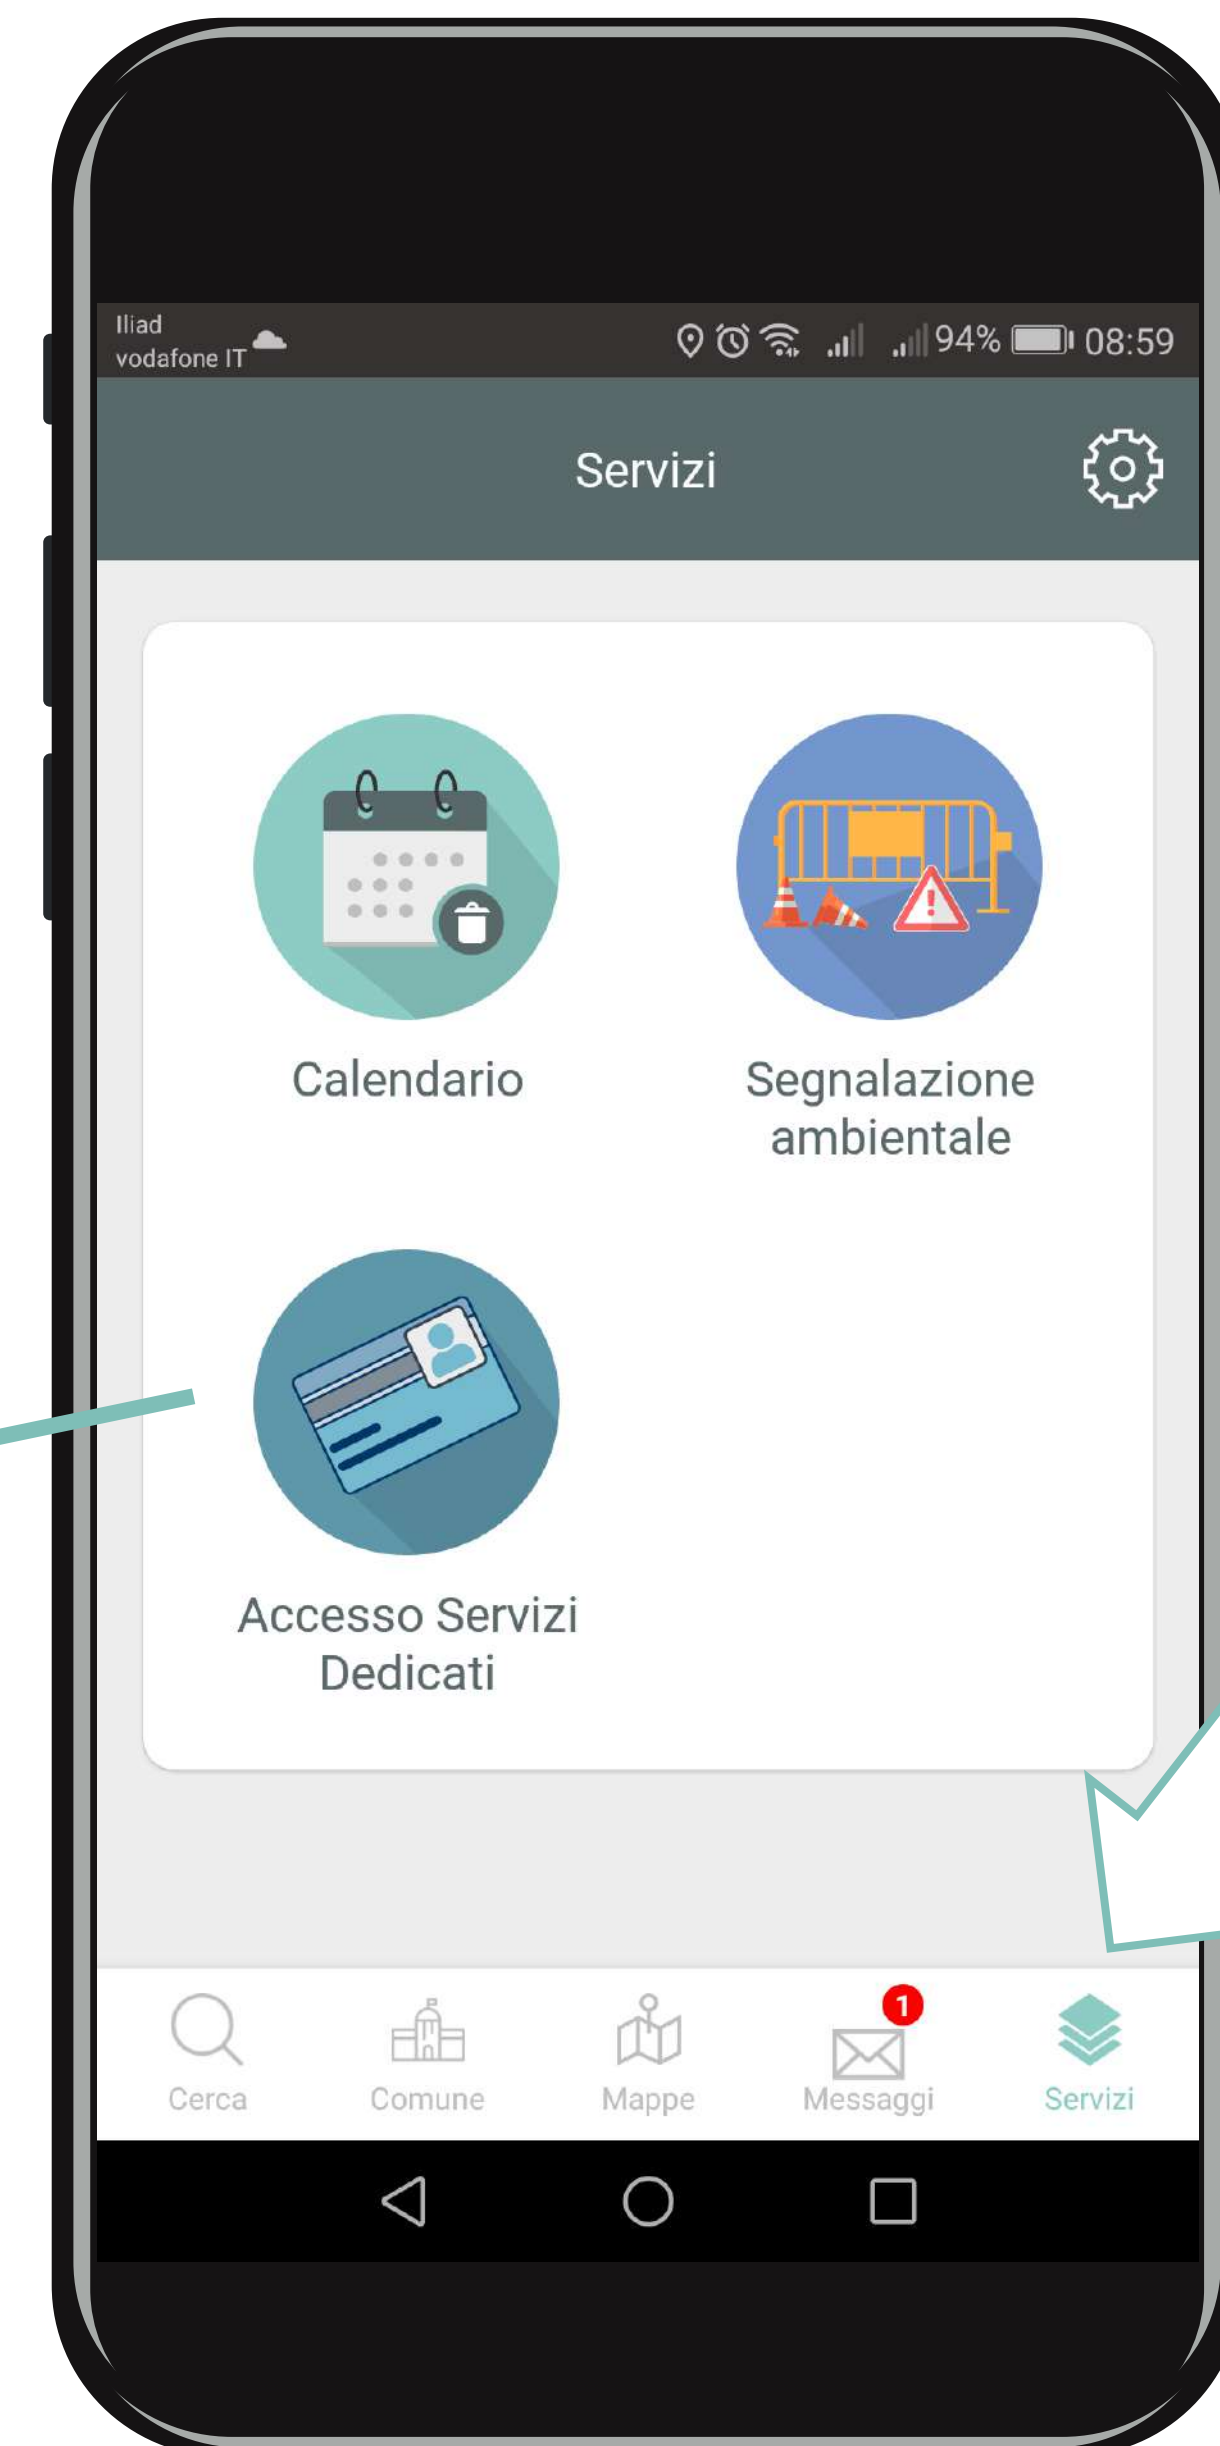 Iliad
vodafone IT
94% 08:59
Servizi
Calendario
Segnalazione
ambientale
Accesso Servizi
Dedicati
1
Cerca
Comune
Mappe
Messaggi
Servizi